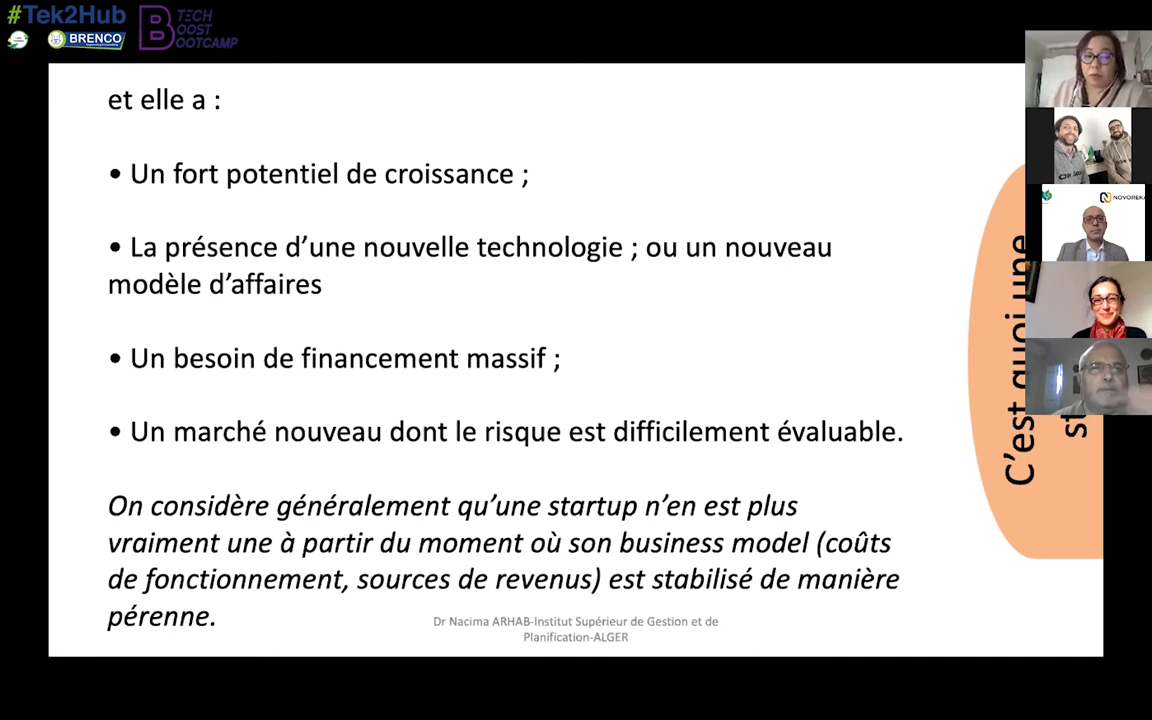 #Tek2Hub
BRENCO
TECH
BOOST
BOOTCAMP
et elle a :
• Un fort potentiel de croissance ;
• La présence d’une nouvelle technologie ; ou un nouveau
modèle d’affaires
• Un besoin de financement massif ;
• Un marché nouveau dont le risque est difficilement évaluable.
On considère généralement qu’une startup n’en est plus
vraiment une à partir du moment où son business model (coûts
de fonctionnement, sources de revenus) est stabilisé de manière
pérenne.
Dr Nacima ARHAB-Institut Supérieur de Gestion et de
Planification-ALGER
C’est quoi une
st